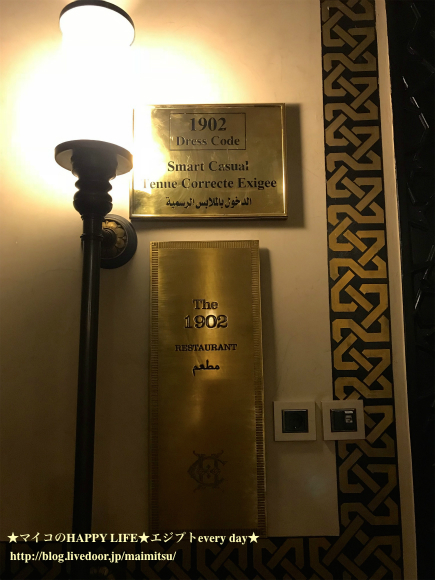 1902
Dress Code
Smart Casual
Tenue Correcte Exigee
الدخول بالملابس الرسمية
The
1902
RESTAURANT
مطعم
★マイコのHAPPY LIFE★エジプトevery day★
http://blog.livedoor.jp/maimitsu/